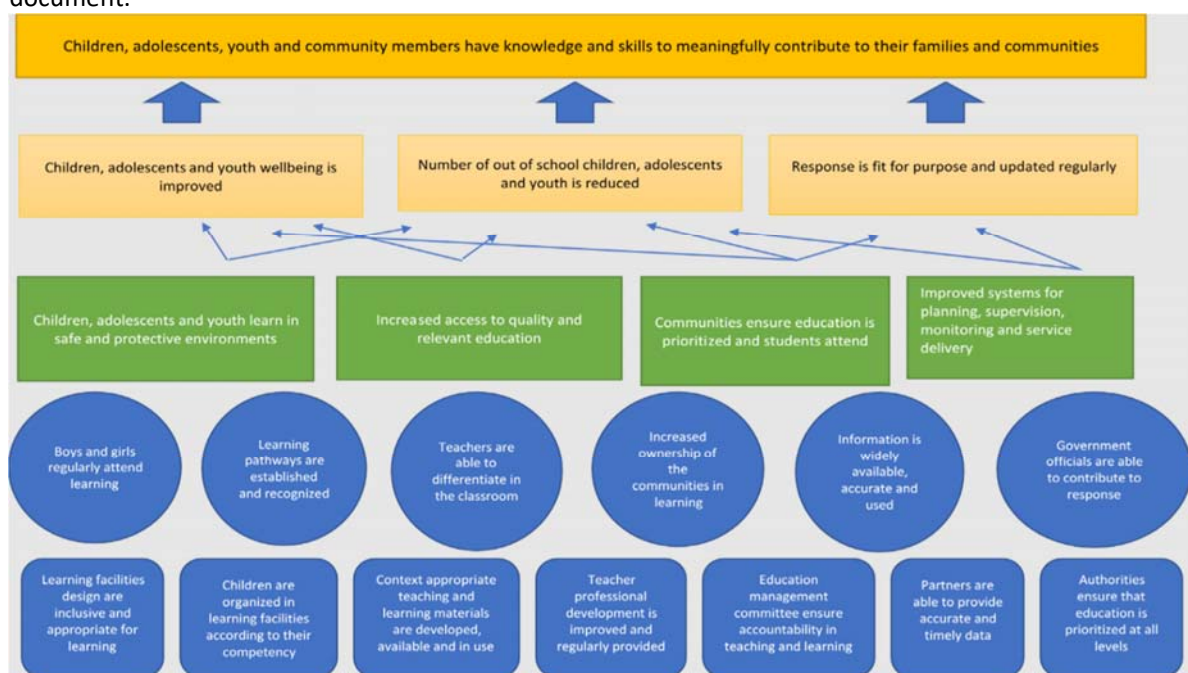 document.
Children, adolescents, youth and community members have knowledge and skills to meaningfully contribute to their families and communities
Children, adolescents and youth wellbeing is
improved
Number of out of school children, adolescents
and youth is reduced
Response is fit for purpose and updated regularly
Children, adolescents and youth learn in
safe and protective environments
Increased access to quality and
relevant education
Communities ensure education is
prioritized and students attend
Improved systems for
planning, supervision,
monitoring and service
delivery
Boys and girls
regularly attend
learning
Learning
pathways are
established
and recognized
Teachers are
able to
differentiate in
the classroom
Increased
ownership of
the
communities in
learning
Information is
widely
available,
accurate and
used
Government
officials are able
to contribute to
response
Learning facilities
design are
inclusive and
appropriate for
learning
Children are
organized in
learning facilities
according to their
competency
Context appropriate
teaching and
learning materials
are developed,
available and in use
Teacher
professional
development is
improved and
regularly provided
Education
management
committee ensure
accountability in
teaching and learning
Partners are
able to provide
accurate and
timely data
Authorities
ensure that
education is
prioritized at all
levels